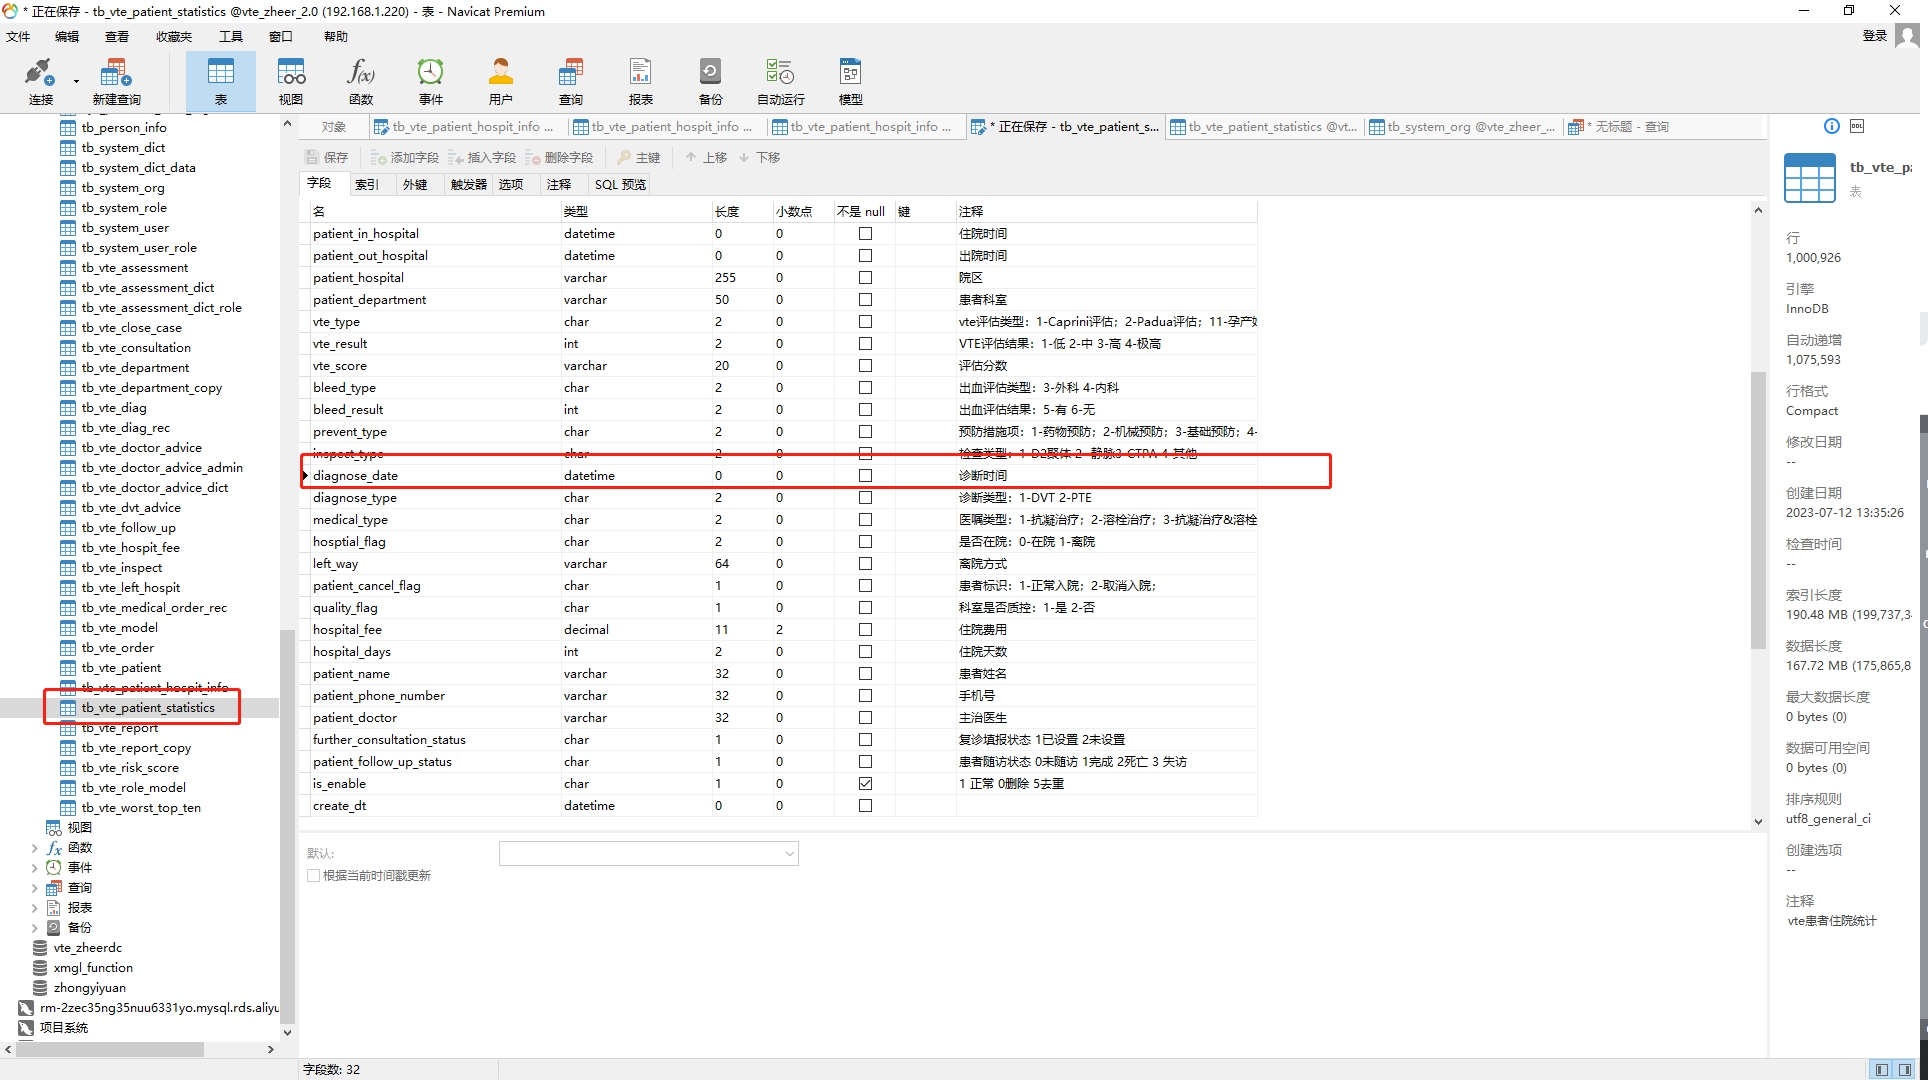 * 正在保存 - tb_vte_patient_statistics @vte_zheer_2.0 (192.168.1.220) - 表 - Navicat Premium
文件 编辑 查看 收藏夹 工具 窗口 帮助 登录
连接 新建查询 表 视图 函数 事件 用户 查询 报表 备份 自动运行 模型
tb_person_info
tb_system_dict
tb_system_dict_data
tb_system_org
tb_system_role
tb_system_user
tb_system_user_role
tb_vte_assessment
tb_vte_assessment_dict
tb_vte_assessment_dict_role
tb_vte_close_case
tb_vte_consultation
tb_vte_department
tb_vte_department_copy
tb_vte_diag
tb_vte_diag_rec
tb_vte_doctor_advice
tb_vte_doctor_advice_admin
tb_vte_doctor_advice_dict
tb_vte_dvt_advice
tb_vte_follow_up
tb_vte_hospit_fee
tb_vte_inspect
tb_vte_left_hospit
tb_vte_medical_order_rec
tb_vte_model
tb_vte_order
tb_vte_patient
tb_vte_patient_hospit_info
tb_vte_patient_statistics
tb_vte_report
tb_vte_report_copy
tb_vte_risk_score
tb_vte_role_model
tb_vte_worst_top_ten
视图
函数
事件
查询
报表
备份
vte_zheerdc
xmgl_function
zhongyiyuan
rm-2zec35ng35nuu6331yo.mysql.rds.aliyu
项目系统
对象 tb_vte_patient_hospit_info ... tb_vte_patient_hospit_info ... tb_vte_patient_hospit_info ... * 正在保存 - tb_vte_patient_s... tb_vte_patient_statistics @vt... tb_system_org @vte_zheer_... * 无标题 - 查询
保存 添加字段 插入字段 删除字段 主键 上移 下移
字段 索引 外键 触发器 选项 注释 SQL 预览
名 类型 长度 小数点 不是 null 键 注释
patient_in_hospital datetime 0 0 住院时间
patient_out_hospital datetime 0 0 出院时间
patient_hospital varchar 255 0 院区
patient_department varchar 50 0 患者科室
vte_type char 2 0 vte评估类型：1-Caprini评估；2-Padua评估；11-孕产
vte_result int 2 0 VTE评估结果：1-低 2-中 3-高 4-极高
vte_score varchar 20 0 评估分数
bleed_type char 2 0 出血评估类型：3-外科 4-内科
bleed_result int 2 0 出血评估结果：5-有 6-无
prevent_type char 2 0 预防措施项：1-药物预防；2-机械预防；3-基础预防；4-
inspect_type char 2 0 检查类型：1-D2聚体 2- 静脉3-CTPA 4-其他
diagnose_date datetime 0 0 诊断时间
diagnose_type char 2 0 诊断类型：1-DVT 2-PTE
medical_type char 2 0 医嘱类型：1-抗凝治疗；2-溶栓治疗；3-抗凝治疗&溶栓
hosptial_flag char 2 0 是否在院：0-在院 1-离院
left_way varchar 64 0 离院方式
patient_cancel_flag char 1 0 患者标识：1-正常入院；2-取消入院；
quality_flag char 1 0 科室是否质控：1-是 2-否
hospital_fee decimal 11 2 住院费用
hospital_days int 2 0 住院天数
patient_name varchar 32 0 患者姓名
patient_phone_number varchar 32 0 手机号
patient_doctor varchar 32 0 主治医生
further_consultation_status char 1 0 复诊填报状态 1已设置 2未设置
patient_follow_up_status char 1 0 患者随访状态 0未随访 1完成 2死亡 3 失访
is_enable char 1 0 1 正常 0删除 5去重
create_dt datetime 0 0
默认:
根据当前时间戳更新
字段数: 32
DDL
tb_vte_pa
表
行
1,000,926
引擎
InnoDB
自动递增
1,075,593
行格式
Compact
修改日期
--
创建日期
2023-07-12 13:35:26
检查时间
--
索引长度
190.48 MB (199,737,3
数据长度
167.72 MB (175,865,8
最大数据长度
0 bytes (0)
数据可用空间
0 bytes (0)
排序规则
utf8_general_ci
创建选项
--
注释
vte患者住院统计